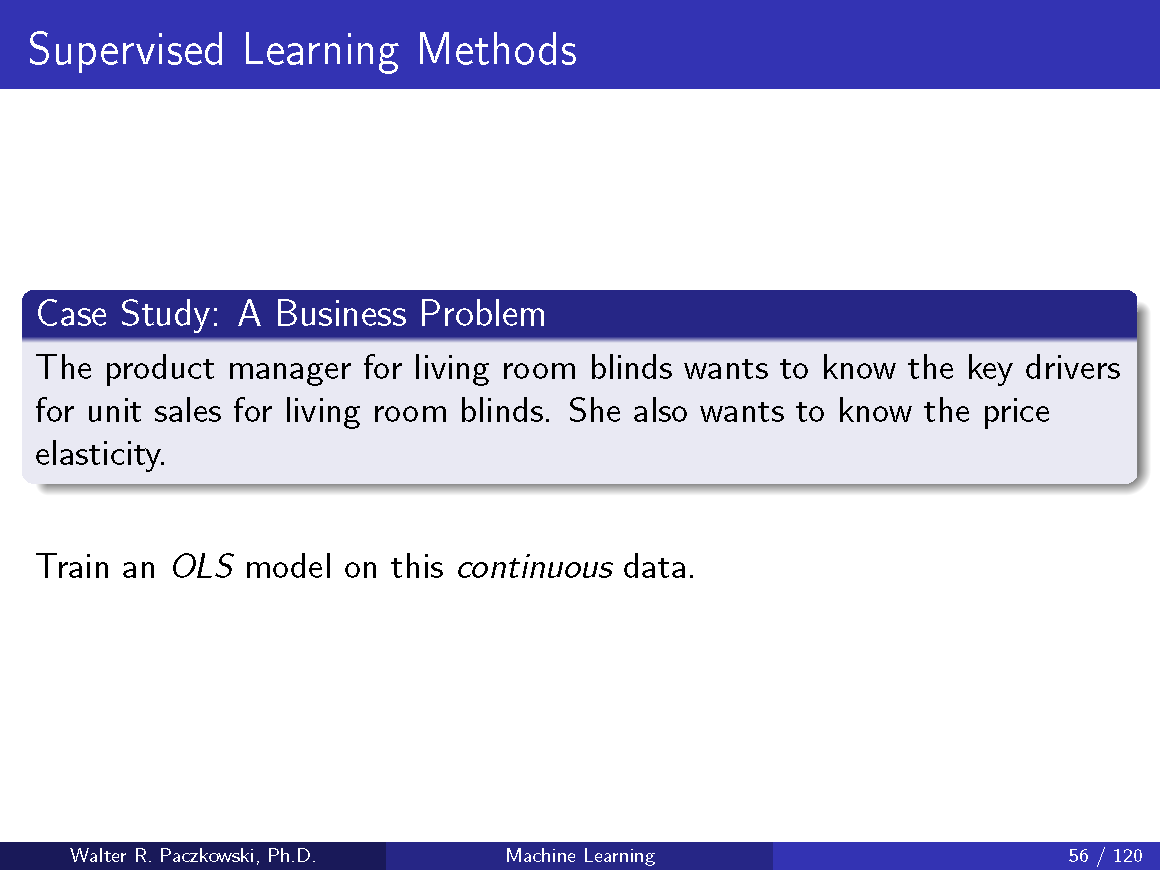 Supervised Learning Methods
Case Study: A Business Problem
The product manager for living room blinds wants to know the key drivers
for unit sales for living room blinds. She also wants to know the price
elasticity.
Train an OLS model on this continuous data.
Walter R. Paczkowski, Ph.D.
Machine Learning
56 / 120